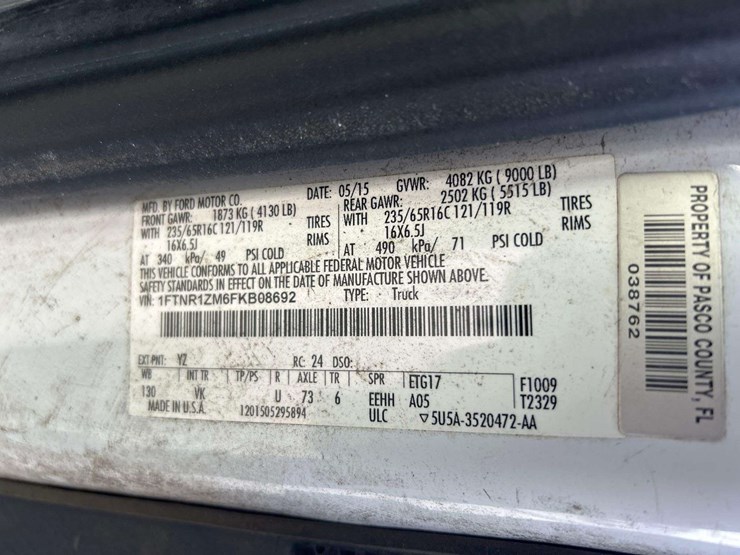 MFD. BY FORD MOTOR CO.
DATE: 05/15 GVWR: 4082 KG ( 9000 LB)
FRONT GAWR: 1873 KG ( 4130 LB)
REAR GAWR: 2502 KG ( 5515 LB)
WITH 235/65R16C 121/119R TIRES
WITH 235/65R16C 121/119R TIRES
16X6.5J RIMS
16X6.5J RIMS
AT 340 kPa/ 49 PSI COLD
AT 490 kPa/ 71 PSI COLD
THIS VEHICLE CONFORMS TO ALL APPLICABLE FEDERAL MOTOR VEHICLE
SAFETY STANDARDS IN EFFECT ON THE DATE OF MANUFACTURE SHOWN ABOVE.
VIN: 1FTNR1ZM6FKB08692 TYPE: Truck
EXT PNT: YZ RC: 24 DSO:
WB INT TR TP/PS R AXLE TR SPR ETG17 F1009
130 VK U 73 6 EEHH A05 T2329
MADE IN U.S.A. 1201505295894 ULC ▽5U5A-3520472-AA
PROPERTY OF PASCO COUNTY, FL
038762